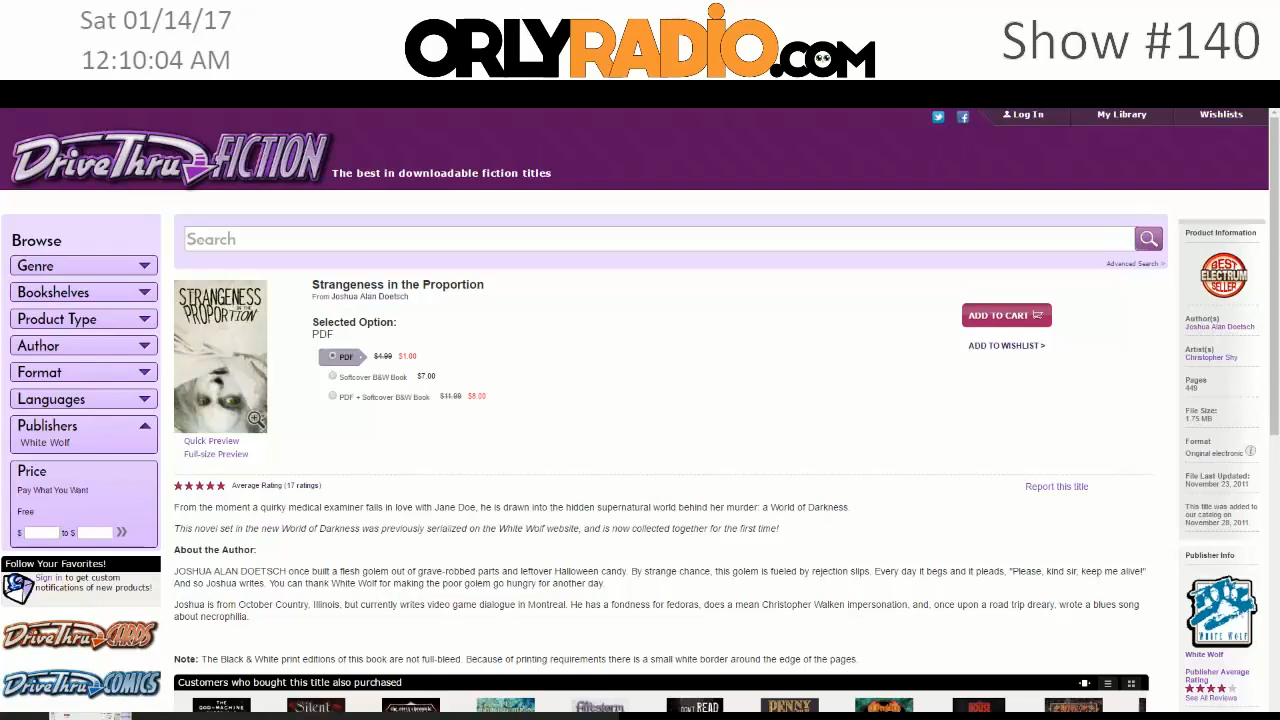 Sat 01/14/17
12:10:04 AM
ORLYRADiO.COM
Show #140
Log In
My Library
Wishlists
DriveThru FICTION
The best in downloadable fiction titles
Browse
Genre
Bookshelves
Product Type
Author
Format
Languages
Publishers
White Wolf
Price
Pay What You Want
Free
$ to $
Follow Your Favorites!
Sign in to get custom
notifications of new products!
DriveThru CARDS
DriveThru COMICS
Search
Advanced Search >
STRANGENESS
IN THE
PROPORTION
Quick Preview
Full-size Preview
Strangeness in the Proportion
From Joshua Alan Doetsch
Selected Option:
PDF
PDF $4.99 $1.00
Softcover B&W Book $7.00
PDF + Softcover B&W Book $11.99 $8.00
ADD TO CART
ADD TO WISHLIST >
Average Rating (17 ratings)
Report this title
From the moment a quirky medical examiner falls in love with Jane Doe, he is drawn into the hidden supernatural world behind her murder: a World of Darkness.
This novel set in the new World of Darkness was previously serialized on the White Wolf website, and is now collected together for the first time!
About the Author:
JOSHUA ALAN DOETSCH once built a flesh golem out of grave-robbed parts and leftover Halloween candy. By strange chance, this golem is fueled by rejection slips. Every day it begs and it pleads, "Please, kind sir, keep me alive!"
And so Joshua writes. You can thank White Wolf for making the poor golem go hungry for another day.
Joshua is from October Country, Illinois, but currently writes video game dialogue in Montreal. He has a fondness for fedoras, does a mean Christopher Walken impersonation, and, once upon a road trip dreary, wrote a blues song
about necrophilia.
Note: The Black & White print editions of this book are not full-bleed. Because of printing requirements there is a small white border around the edge of the pages.
Customers who bought this title also purchased
THE
GOD-MACHINE
Silent
DON'T READ
PENNY
HOUSE
Product Information
BEST
ELECTRUM
SELLER
Author(s)
Joshua Alan Doetsch
Artist(s)
Christopher Shy
Pages
449
File Size:
1.75 MB
Format
Original electronic
File Last Updated:
November 23, 2011
This title was added to
our catalog on
November 28, 2011.
Publisher Info
WHITE WOLF
White Wolf
Publisher Average
Rating
See All Reviews